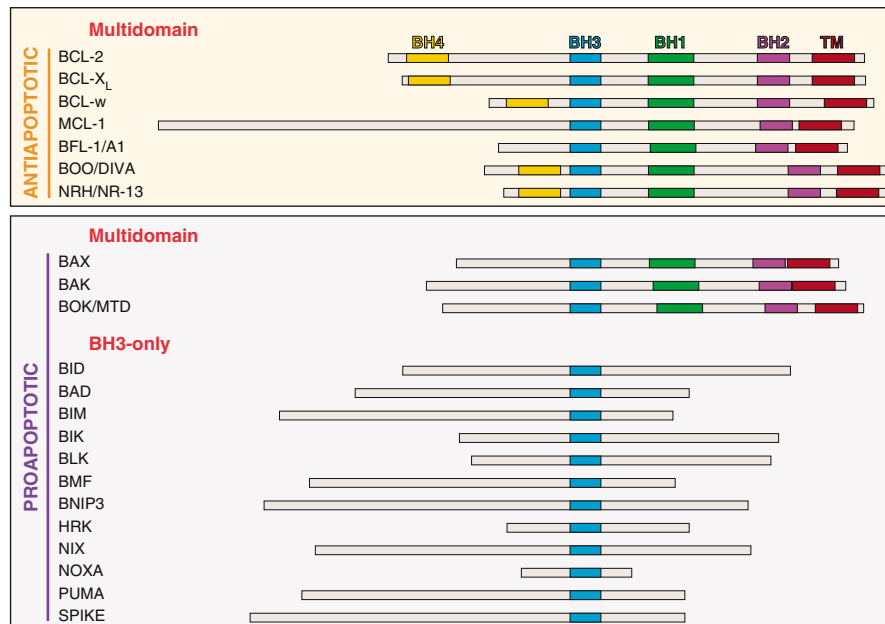 Multidomain
BH4 BH3 BH1 BH2 TM
ANTIAPOPTOTIC
BCL-2
BCL-XL
BCL-w
MCL-1
BFL-1/A1
BOO/DIVA
NRH/NR-13
Multidomain
PROAPOPTOTIC
BAX
BAK
BOK/MTD
BH3-only
BID
BAD
BIM
BIK
BLK
BMF
BNIP3
HRK
NIX
NOXA
PUMA
SPIKE